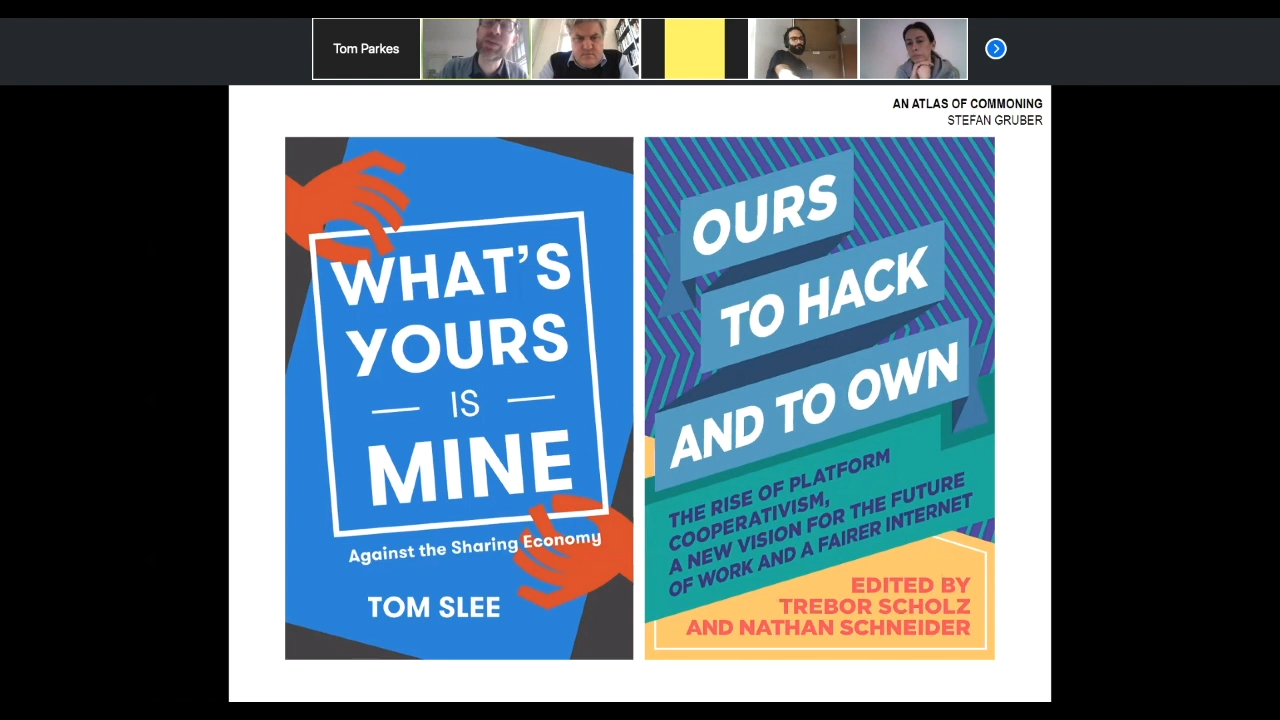 Tom Parkes
AN ATLAS OF COMMONING
STEFAN GRUBER
WHAT'S
YOURS
IS
MINE
Against the Sharing Economy
TOM SLEE
OURS
TO HACK
AND TO OWN
THE RISE OF PLATFORM
COOPERATIVISM,
A NEW VISION FOR THE FUTURE
OF WORK AND A FAIRER INTERNET
EDITED BY
TREBOR SCHOLZ
AND NATHAN SCHNEIDER